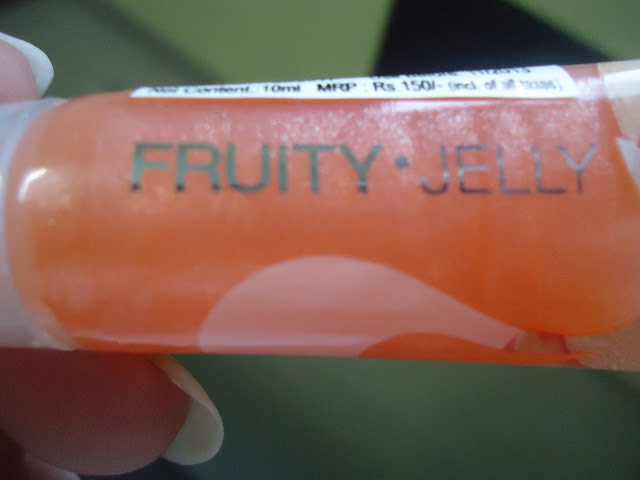 Net Content: 10ml MRP : Rs.150/- (incl. of all taxes)
FRUITY • JELLY